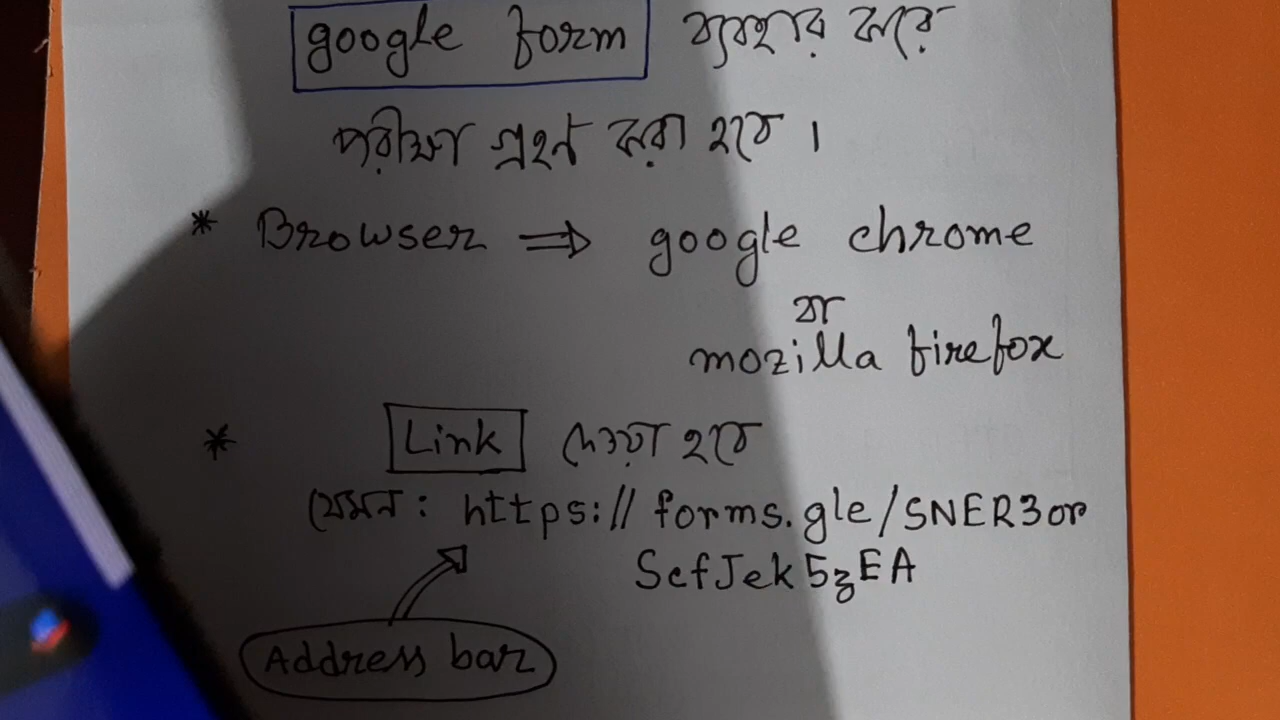 google form ব্যবহার করে
পরীক্ষা গ্রহণ করা হবে ।
* Browser ⇒ google chrome
or
mozilla firefox
* Link দেওয়া হবে
যেমন : https://forms.gle/SNER3or
ScfJek5zEA
Address bar